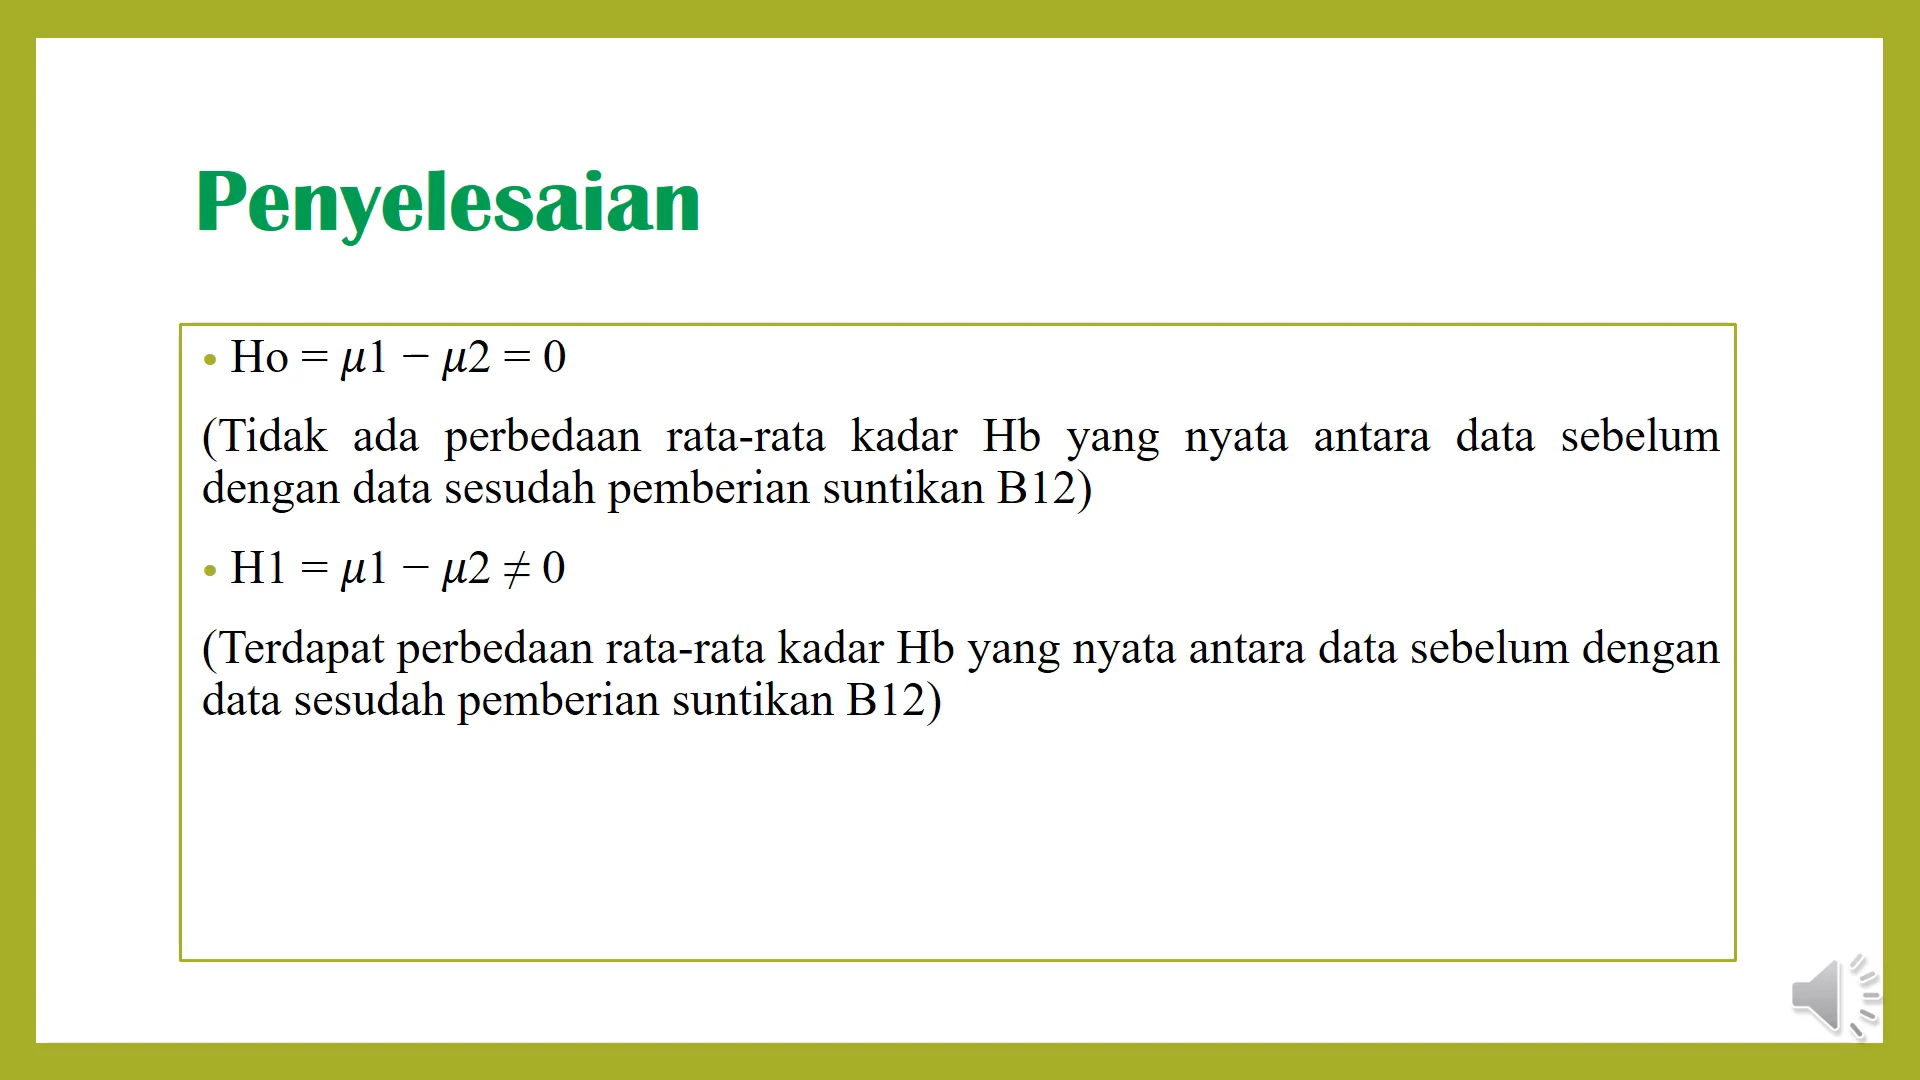 Penyelesaian
• Ho = μ1 − μ2 = 0
(Tidak ada perbedaan rata-rata kadar Hb yang nyata antara data sebelum
dengan data sesudah pemberian suntikan B12)
• H1 = μ1 − μ2 ≠ 0
(Terdapat perbedaan rata-rata kadar Hb yang nyata antara data sebelum dengan
data sesudah pemberian suntikan B12)